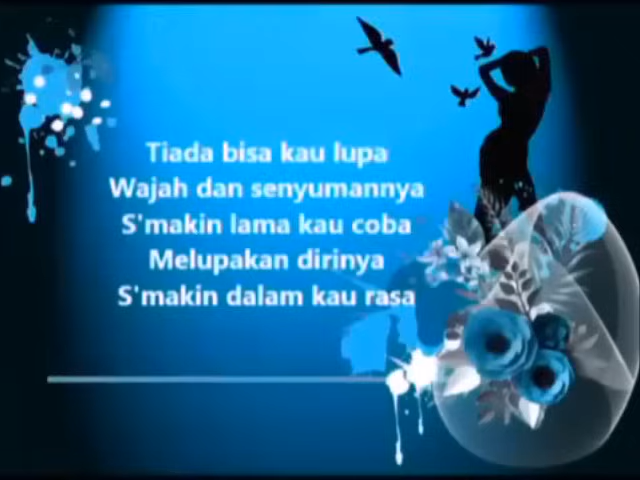 Tiada bisa kau lupa
Wajah dan senyumannya
S'makin lama kau coba
Melupakan dirinya
S'makin dalam kau rasa